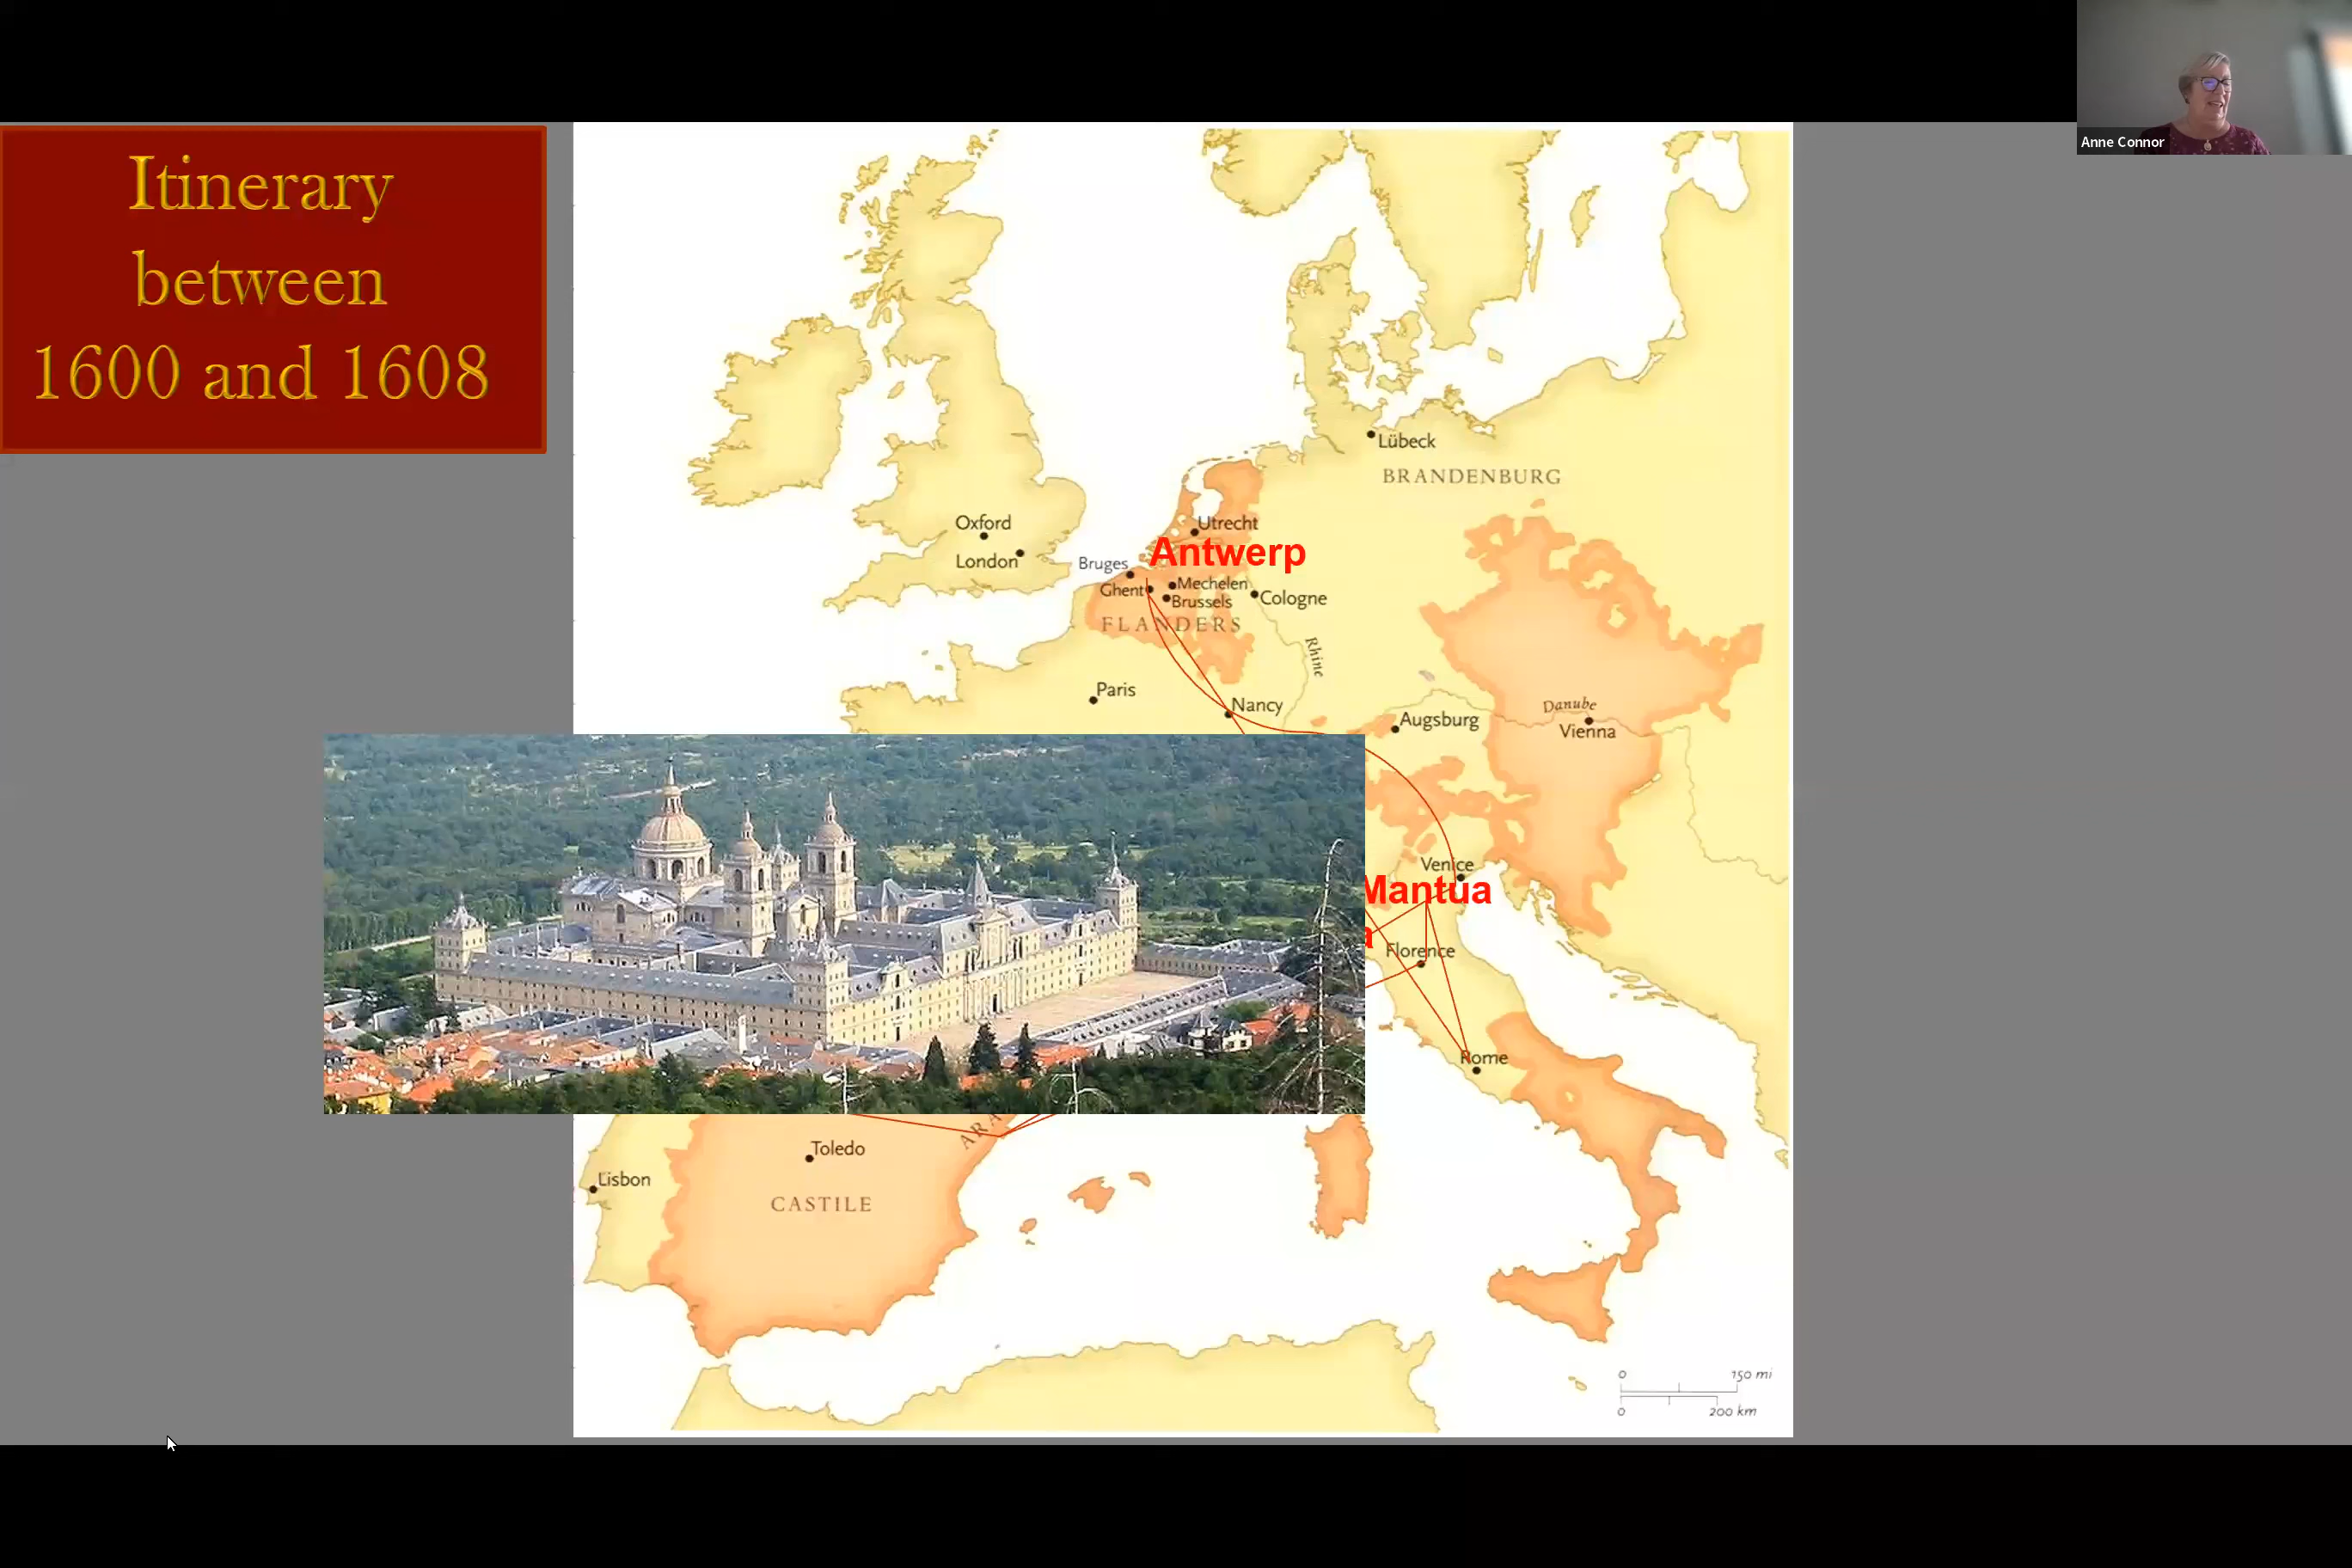 Itinerary
between
1600 and 1608
Anne Connor
Lübeck
BRANDENBURG
Oxford
London
Utrecht
Antwerp
Bruges
Ghent
Mechelen
Brussels
Cologne
FLANDERS
Rhine
Paris
Nancy
Augsburg
Danube
Vienna
Venice
Mantua
a
Florence
Rome
ARA
Toledo
Lisbon
CASTILE
0 150 mi
0 200 km